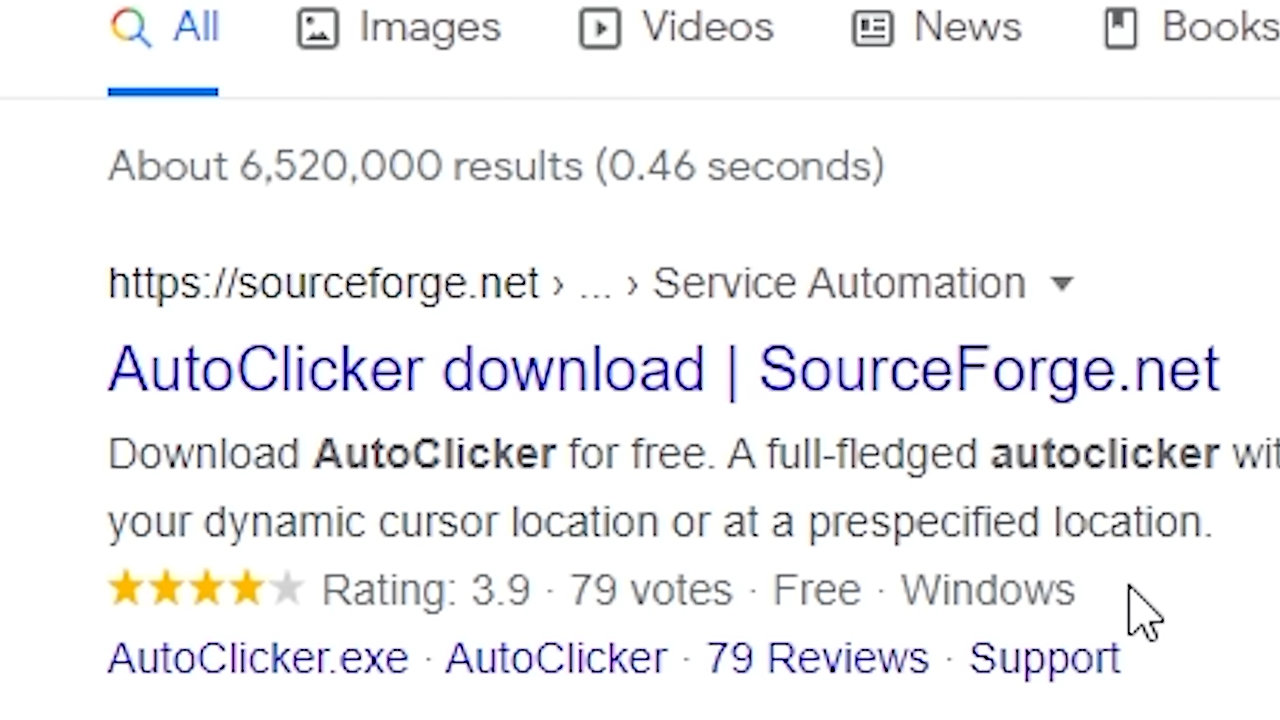 All Images Videos News Books
About 6,520,000 results (0.46 seconds)
https://sourceforge.net › ... › Service Automation
AutoClicker download | SourceForge.net
Download AutoClicker for free. A full-fledged autoclicker wit
your dynamic cursor location or at a prespecified location.
Rating: 3.9 · 79 votes · Free · Windows
AutoClicker.exe · AutoClicker · 79 Reviews · Support